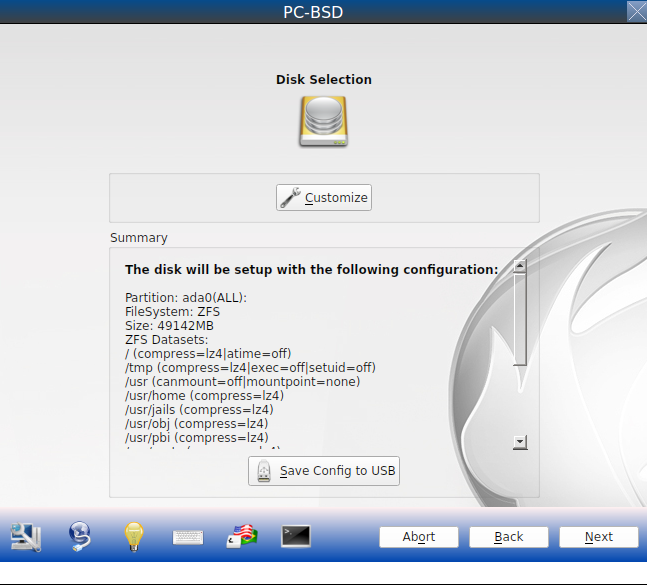 PC-BSD
Disk Selection
Customize
Summary
The disk will be setup with the following configuration:
Partition: ada0(ALL):
FileSystem: ZFS
Size: 49142MB
ZFS Datasets:
/ (compress=lz4|atime=off)
/tmp (compress=lz4|exec=off|setuid=off)
/usr (canmount=off|mountpoint=none)
/usr/home (compress=lz4)
/usr/jails (compress=lz4)
/usr/obj (compress=lz4)
/usr/pbi (compress=lz4)
Save Config to USB
Abort
Back
Next